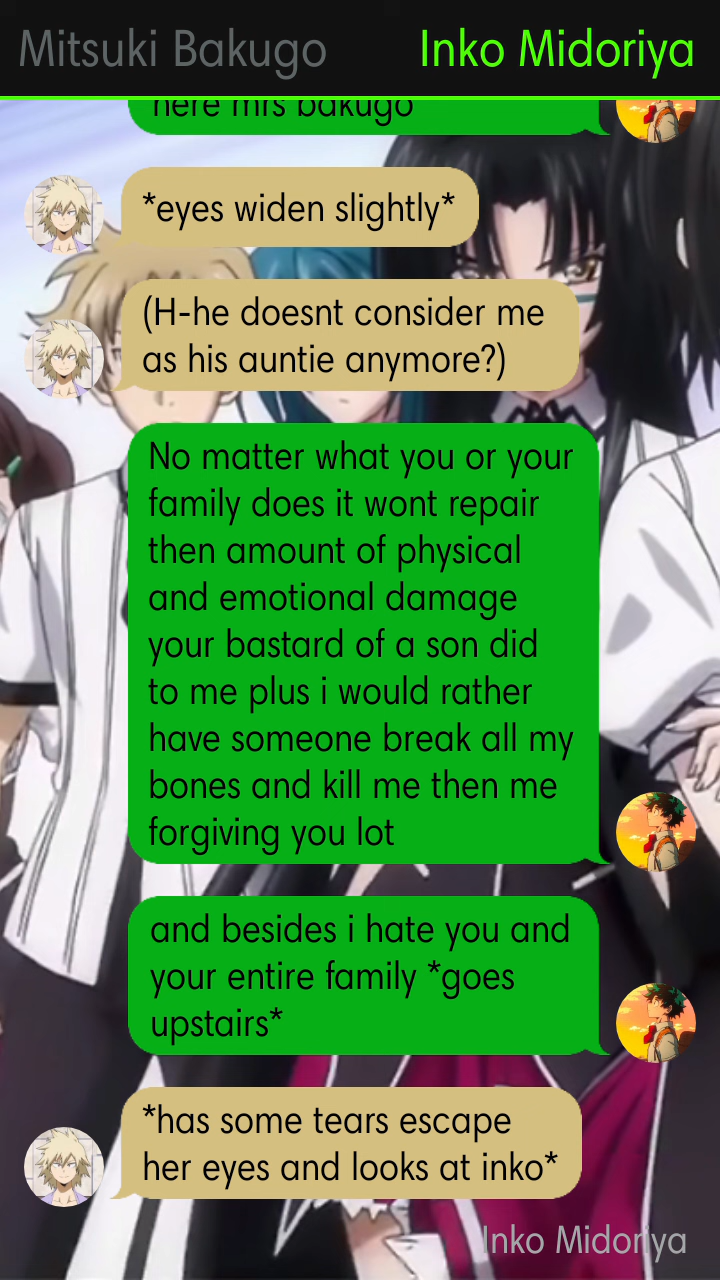 Mitsuki Bakugo
Inko Midoriya
here mrs bakugo
*eyes widen slightly*
(H-he doesnt consider me
as his auntie anymore?)
No matter what you or your
family does it wont repair
then amount of physical
and emotional damage
your bastard of a son did
to me plus i would rather
have someone break all my
bones and kill me then me
forgiving you lot
and besides i hate you and
your entire family *goes
upstairs*
*has some tears escape
her eyes and looks at inko*
Inko Midoriya